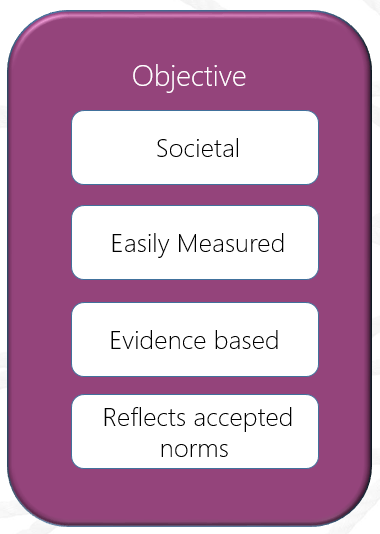 Objective
Societal
Easily Measured
Evidence based
Reflects accepted
norms